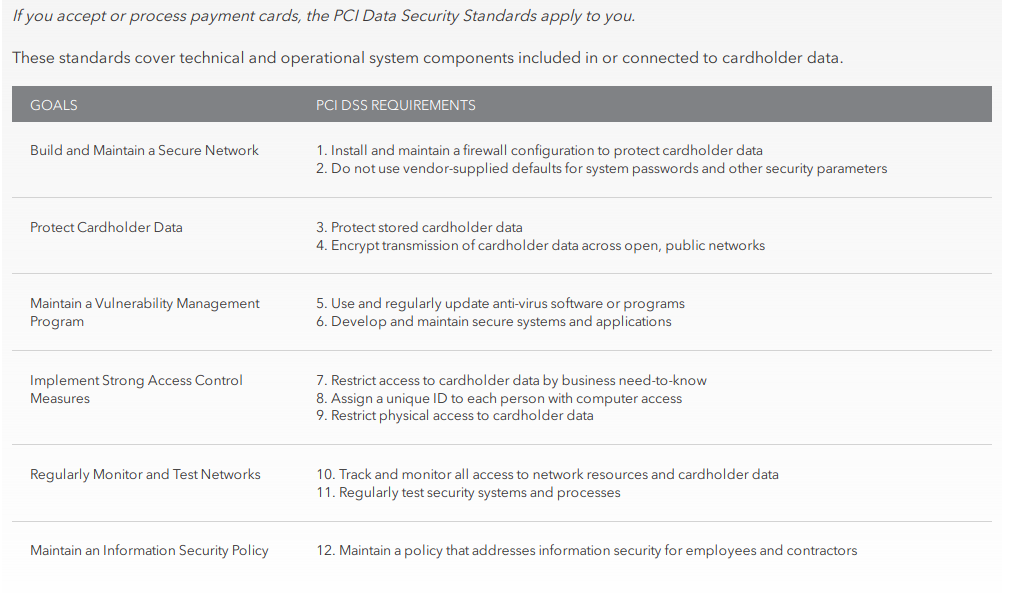 If you accept or process payment cards, the PCI Data Security Standards apply to you.
These standards cover technical and operational system components included in or connected to cardholder data.
GOALS PCI DSS REQUIREMENTS
Build and Maintain a Secure Network 1. Install and maintain a firewall configuration to protect cardholder data
2. Do not use vendor-supplied defaults for system passwords and other security parameters
Protect Cardholder Data 3. Protect stored cardholder data
4. Encrypt transmission of cardholder data across open, public networks
Maintain a Vulnerability Management 5. Use and regularly update anti-virus software or programs
Program 6. Develop and maintain secure systems and applications
Implement Strong Access Control 7. Restrict access to cardholder data by business need-to-know
Measures 8. Assign a unique ID to each person with computer access
9. Restrict physical access to cardholder data
Regularly Monitor and Test Networks 10. Track and monitor all access to network resources and cardholder data
11. Regularly test security systems and processes
Maintain an Information Security Policy 12. Maintain a policy that addresses information security for employees and contractors